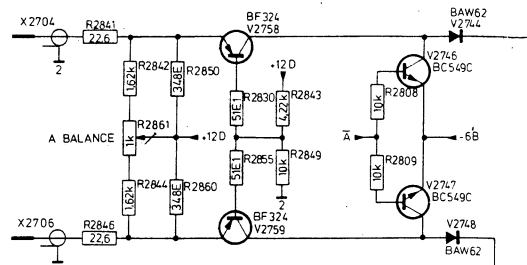 X2704
R2841
22,6
2
R2842
1,62k
R2850
348E
BF324
V2758
+12D
R2830
51E1
R2843
4,22k
BAW62
V2744
V2746
BC549C
R2808
10k
A BALANCE
R2861
1k
+12D
A
-6B'
R2844
1,62k
R2860
348E
R2855
51E1
R2849
10k
2
R2809
10k
V2747
BC549C
X2706
R2846
22,6
2
BF324
V2759
V2748
BAW62